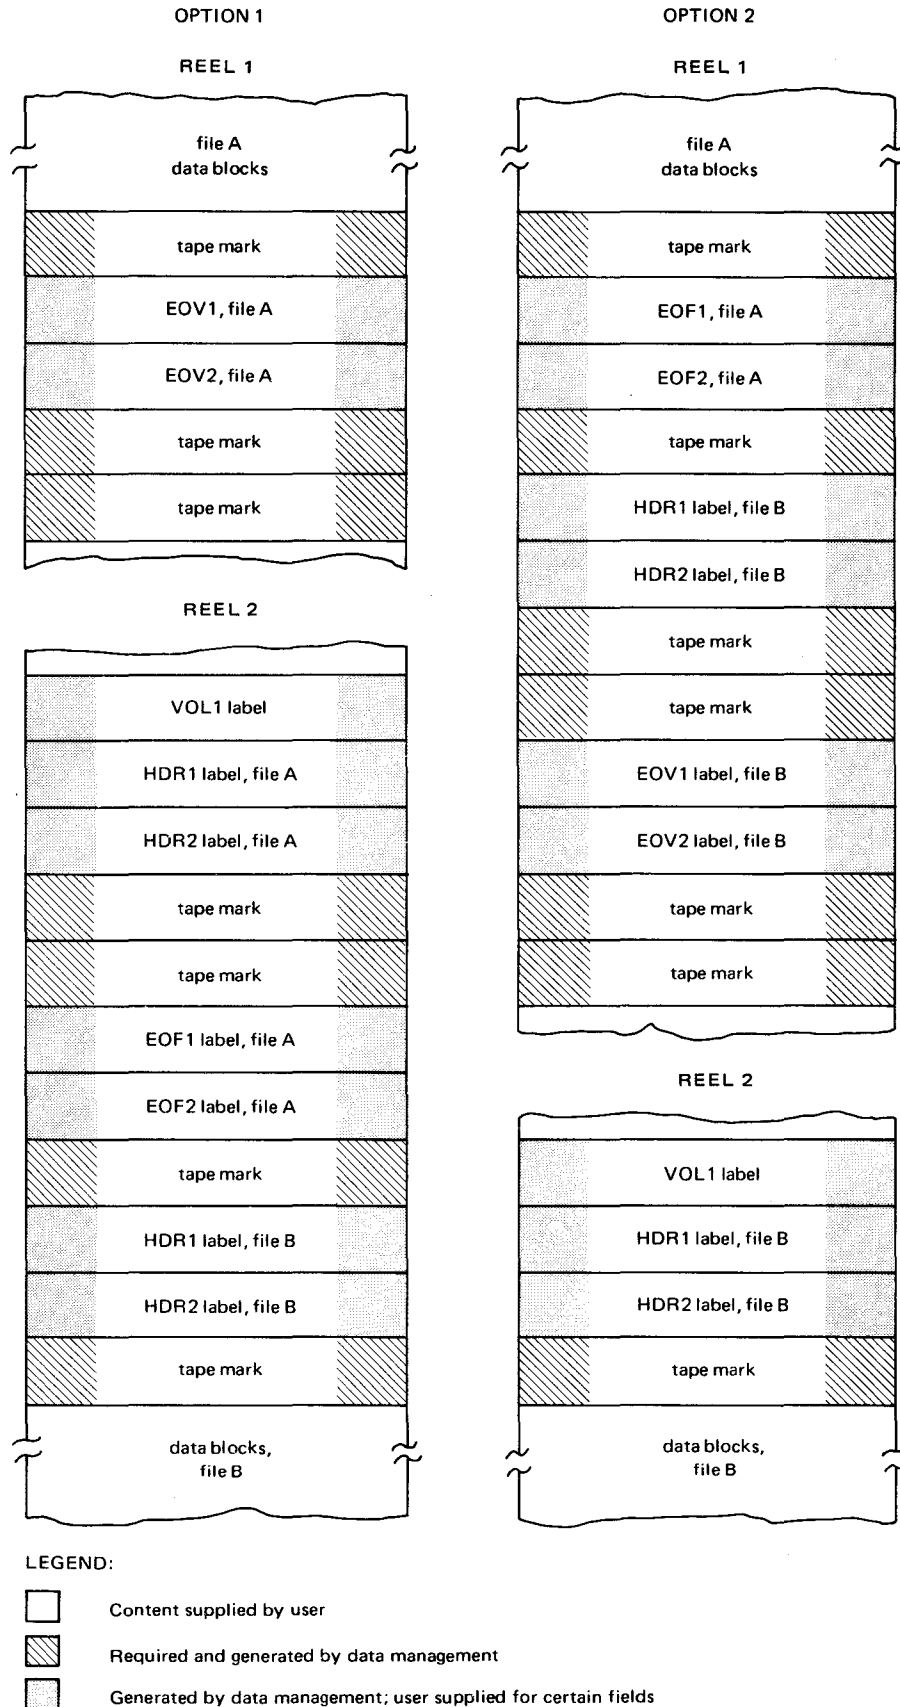 OPTION 1
REEL 1
file A
data blocks
tape mark
EOV1, file A
EOV2, file A
tape mark
tape mark
REEL 2
VOL1 label
HDR1 label, file A
HDR2 label, file A
tape mark
tape mark
EOF1 label, file A
EOF2 label, file A
tape mark
HDR1 label, file B
HDR2 label, file B
tape mark
data blocks,
file B
OPTION 2
REEL 1
file A
data blocks
tape mark
EOF1, file A
EOF2, file A
tape mark
HDR1 label, file B
HDR2 label, file B
tape mark
tape mark
EOV1 label, file B
EOV2 label, file B
tape mark
tape mark
REEL 2
VOL1 label
HDR1 label, file B
HDR2 label, file B
tape mark
data blocks,
file B
LEGEND:
Content supplied by user
Required and generated by data management
Generated by data management; user supplied for certain fields